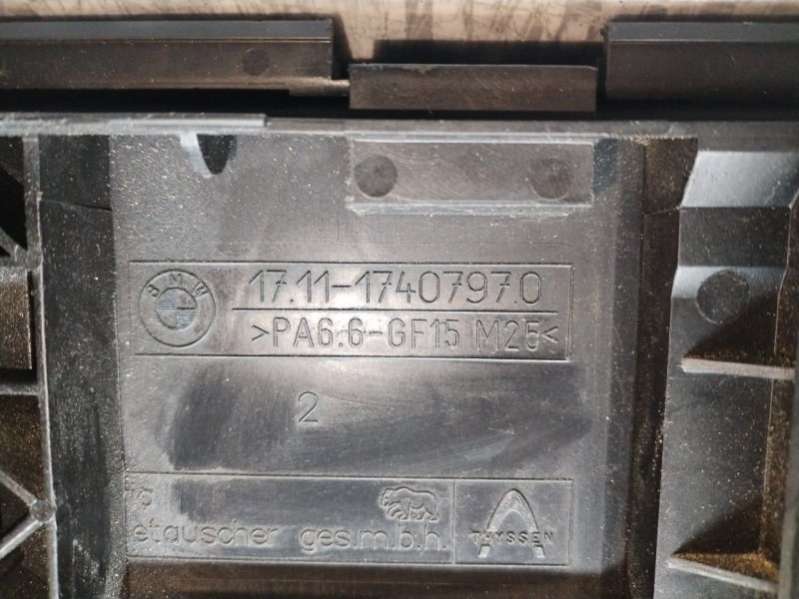 BMW
17.11-1740797.0
>PA6.6-GF15 M25<
2
etauscher ges.m.b.h.
THYSSEN